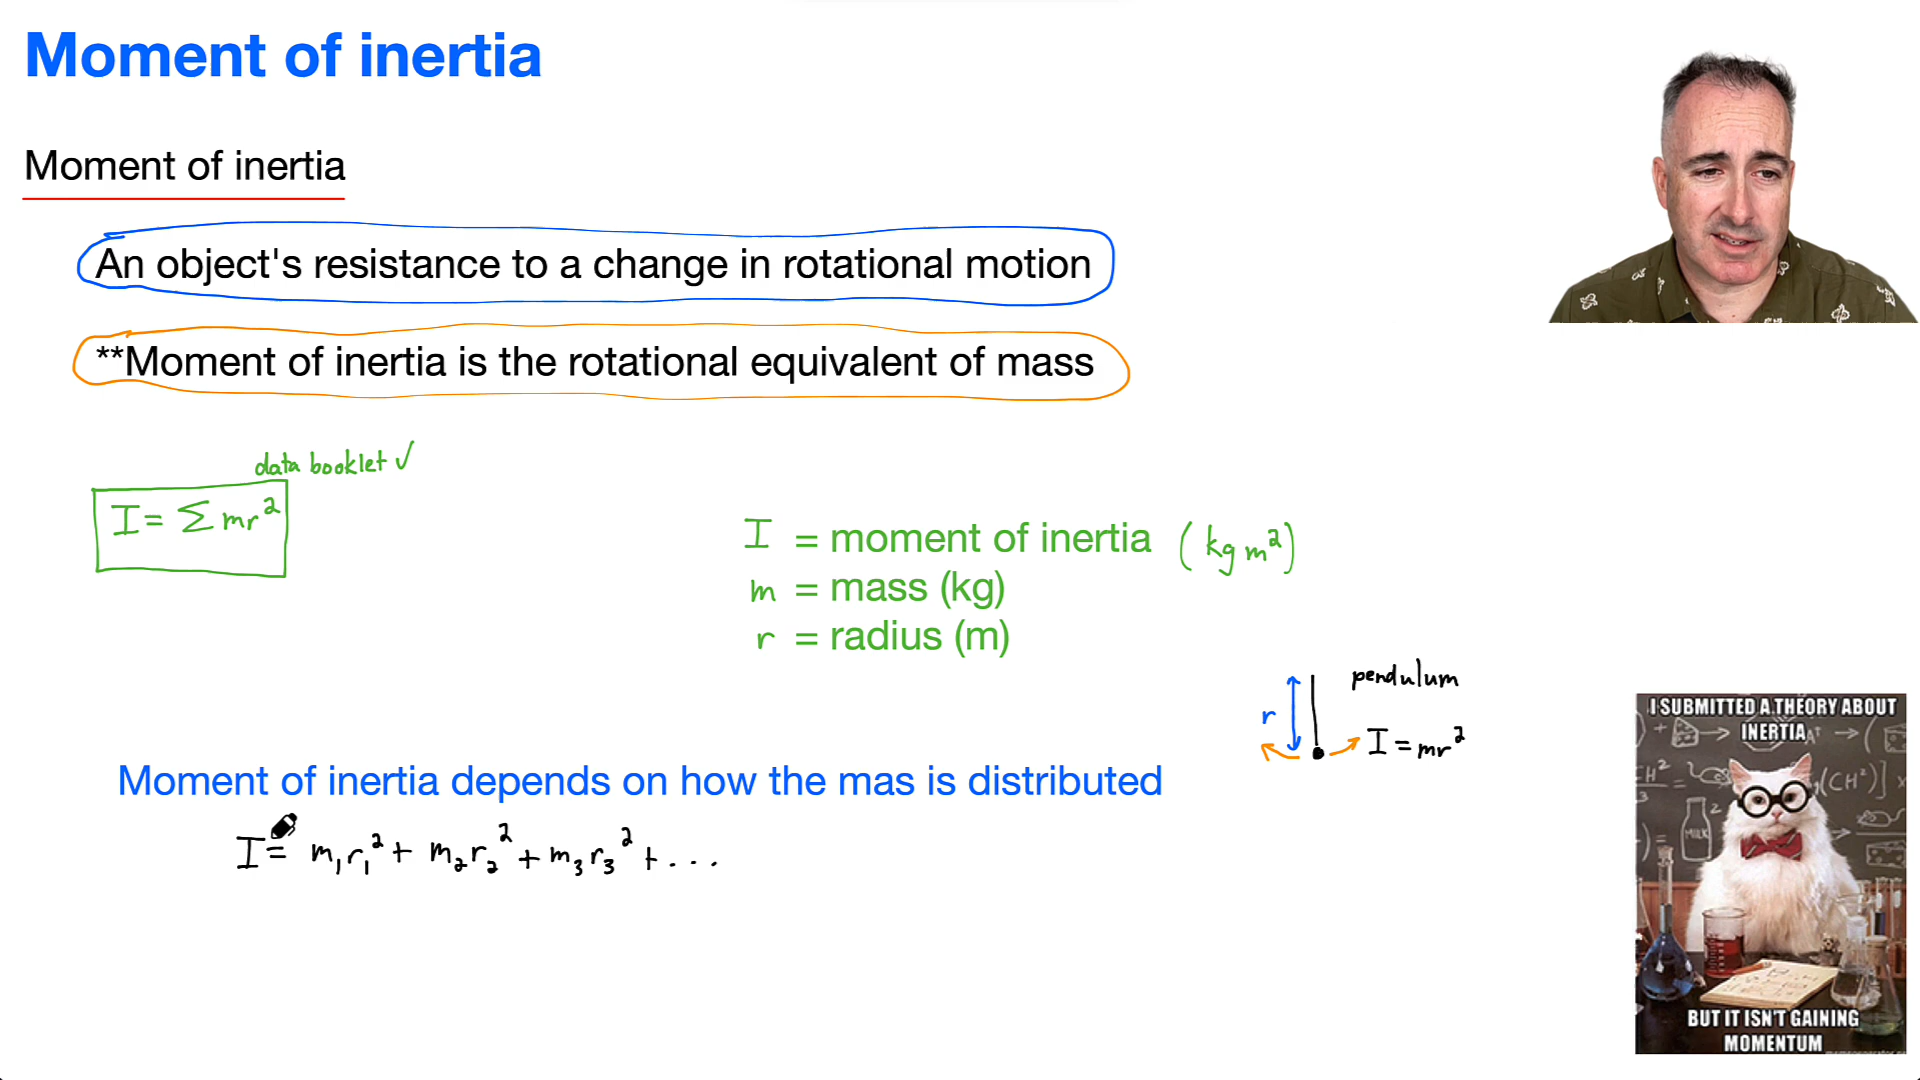 Moment of inertia
Moment of inertia
An object's resistance to a change in rotational motion
**Moment of inertia is the rotational equivalent of mass
data booklet ✓
I = Σ mr²
I = moment of inertia (kg m²)
m = mass (kg)
r = radius (m)
pendulum
r
I = mr²
Moment of inertia depends on how the mas is distributed
I = m₁r₁² + m₂r₂² + m₃r₃² + ...
I SUBMITTED A THEORY ABOUT
INERTIA
MILK
BUT IT ISN'T GAINING
MOMENTUM